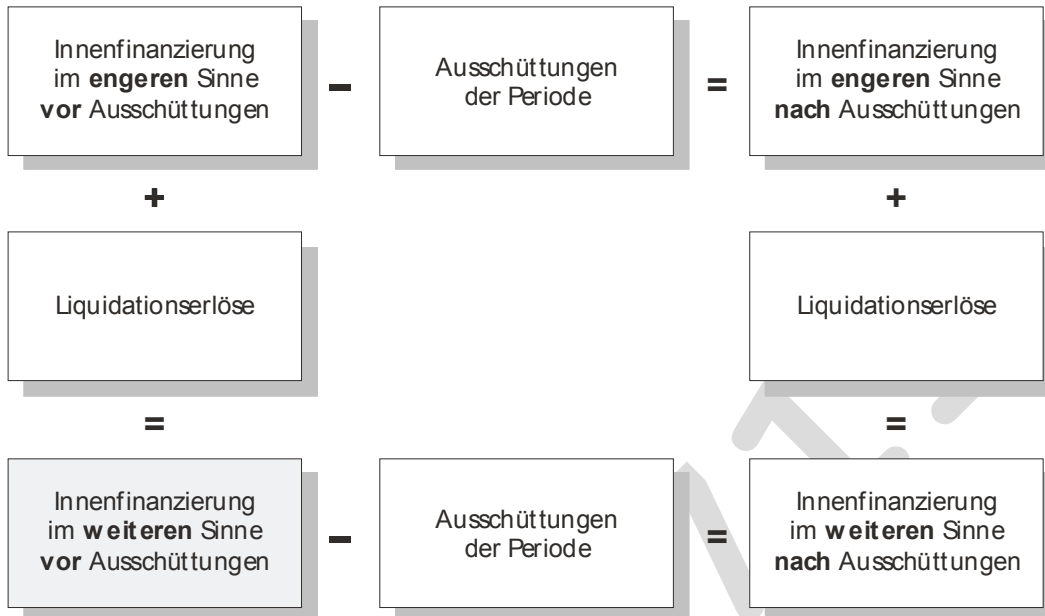 Innenfinanzierung
im engeren Sinne
vor Ausschüttungen
-
Ausschüttungen
der Periode
=
Innenfinanzierung
im engeren Sinne
nach Ausschüttungen
+
+
Liquidationserlöse
Liquidationserlöse
=
=
Innenfinanzierung
im weiteren Sinne
vor Ausschüttungen
-
Ausschüttungen
der Periode
=
Innenfinanzierung
im weiteren Sinne
nach Ausschüttungen